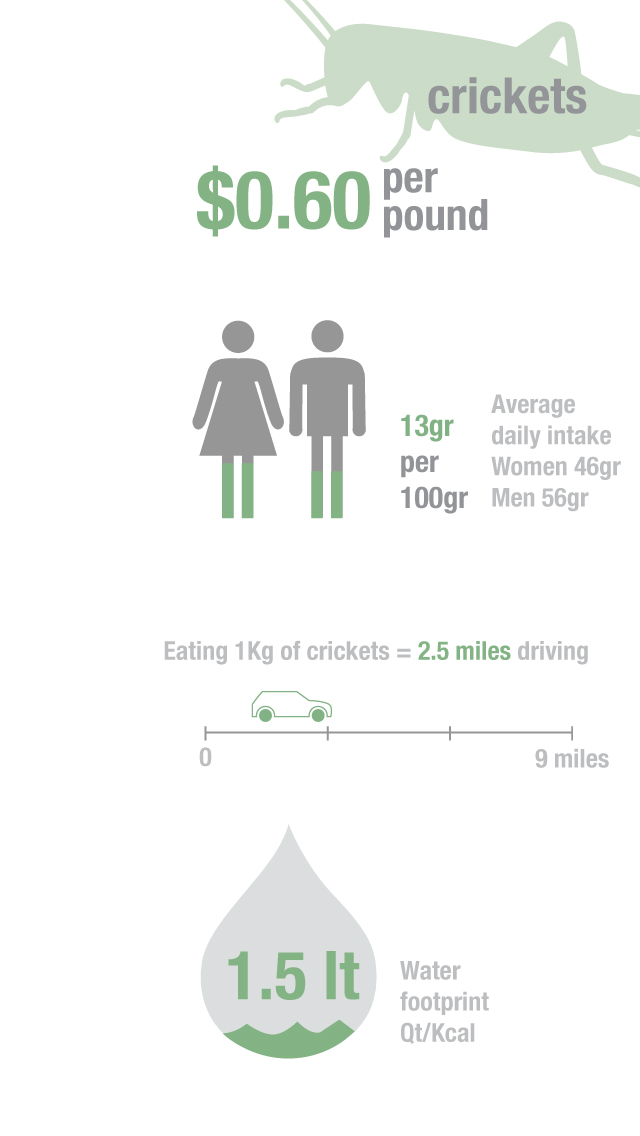 crickets
$0.60 per
pound
13gr
per
100gr
Average
daily intake
Women 46gr
Men 56gr
Eating 1Kg of crickets = 2.5 miles driving
0
9 miles
1.5 lt
Water
footprint
Qt/Kcal